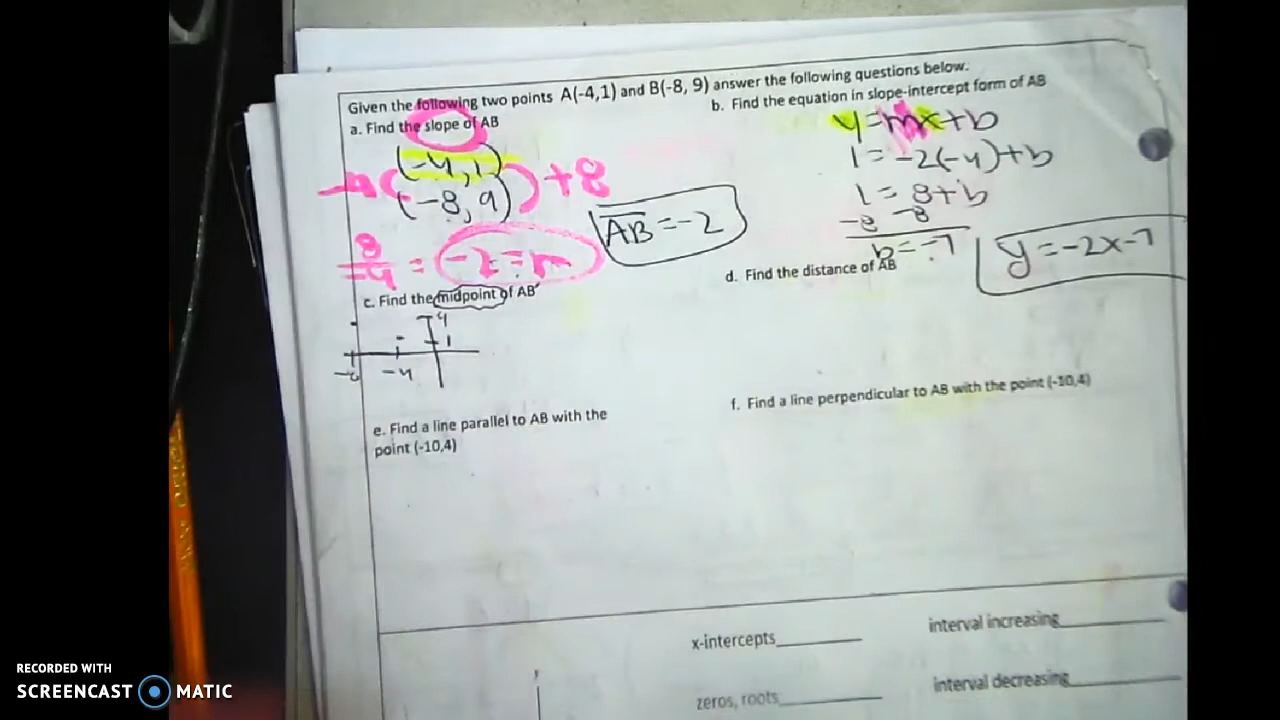 Given the following two points A(-4,1) and B(-8, 9) answer the following questions below.
a. Find the slope of AB
(-4, 1)
(-8, 9)
-4
+8
8/-4 = -2 = m
AB = -2
b. Find the equation in slope-intercept form of AB
y=mx+b
1 = -2(-4)+b
1 = 8+b
-8 -8
b = -7
y = -2x-7
c. Find the midpoint of AB
1
-4
d. Find the distance of AB
e. Find a line parallel to AB with the
point (-10,4)
f. Find a line perpendicular to AB with the point (-10,4)
x-intercepts
interval increasing
zeros, roots
interval decreasing
RECORDED WITH
SCREENCAST MATIC